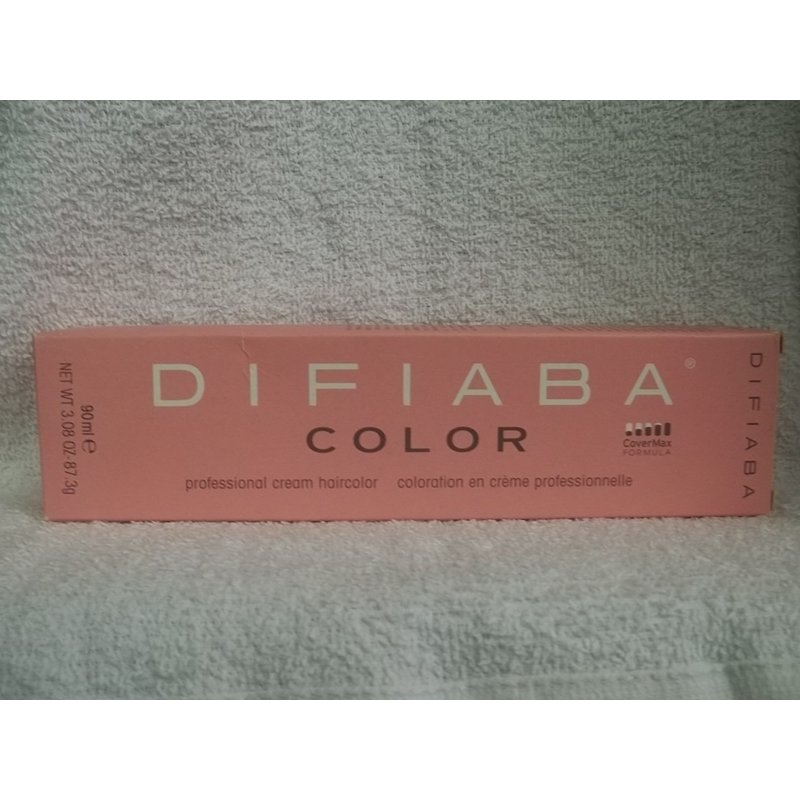 DIFIABA®
COLOR
professional cream haircolor coloration en crème professionnelle
CoverMax
FORMULA
90ml e
NET WT 3.08 OZ-87.3g
DIFIABA